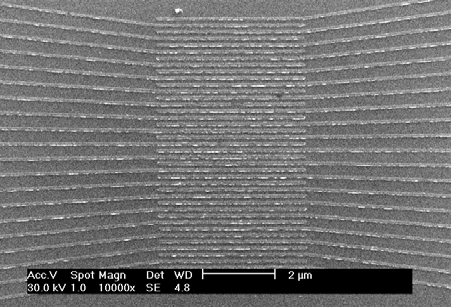 Acc.V Spot Magn Det WD 2 µm
30.0 kV 1.0 10000x SE 4.8